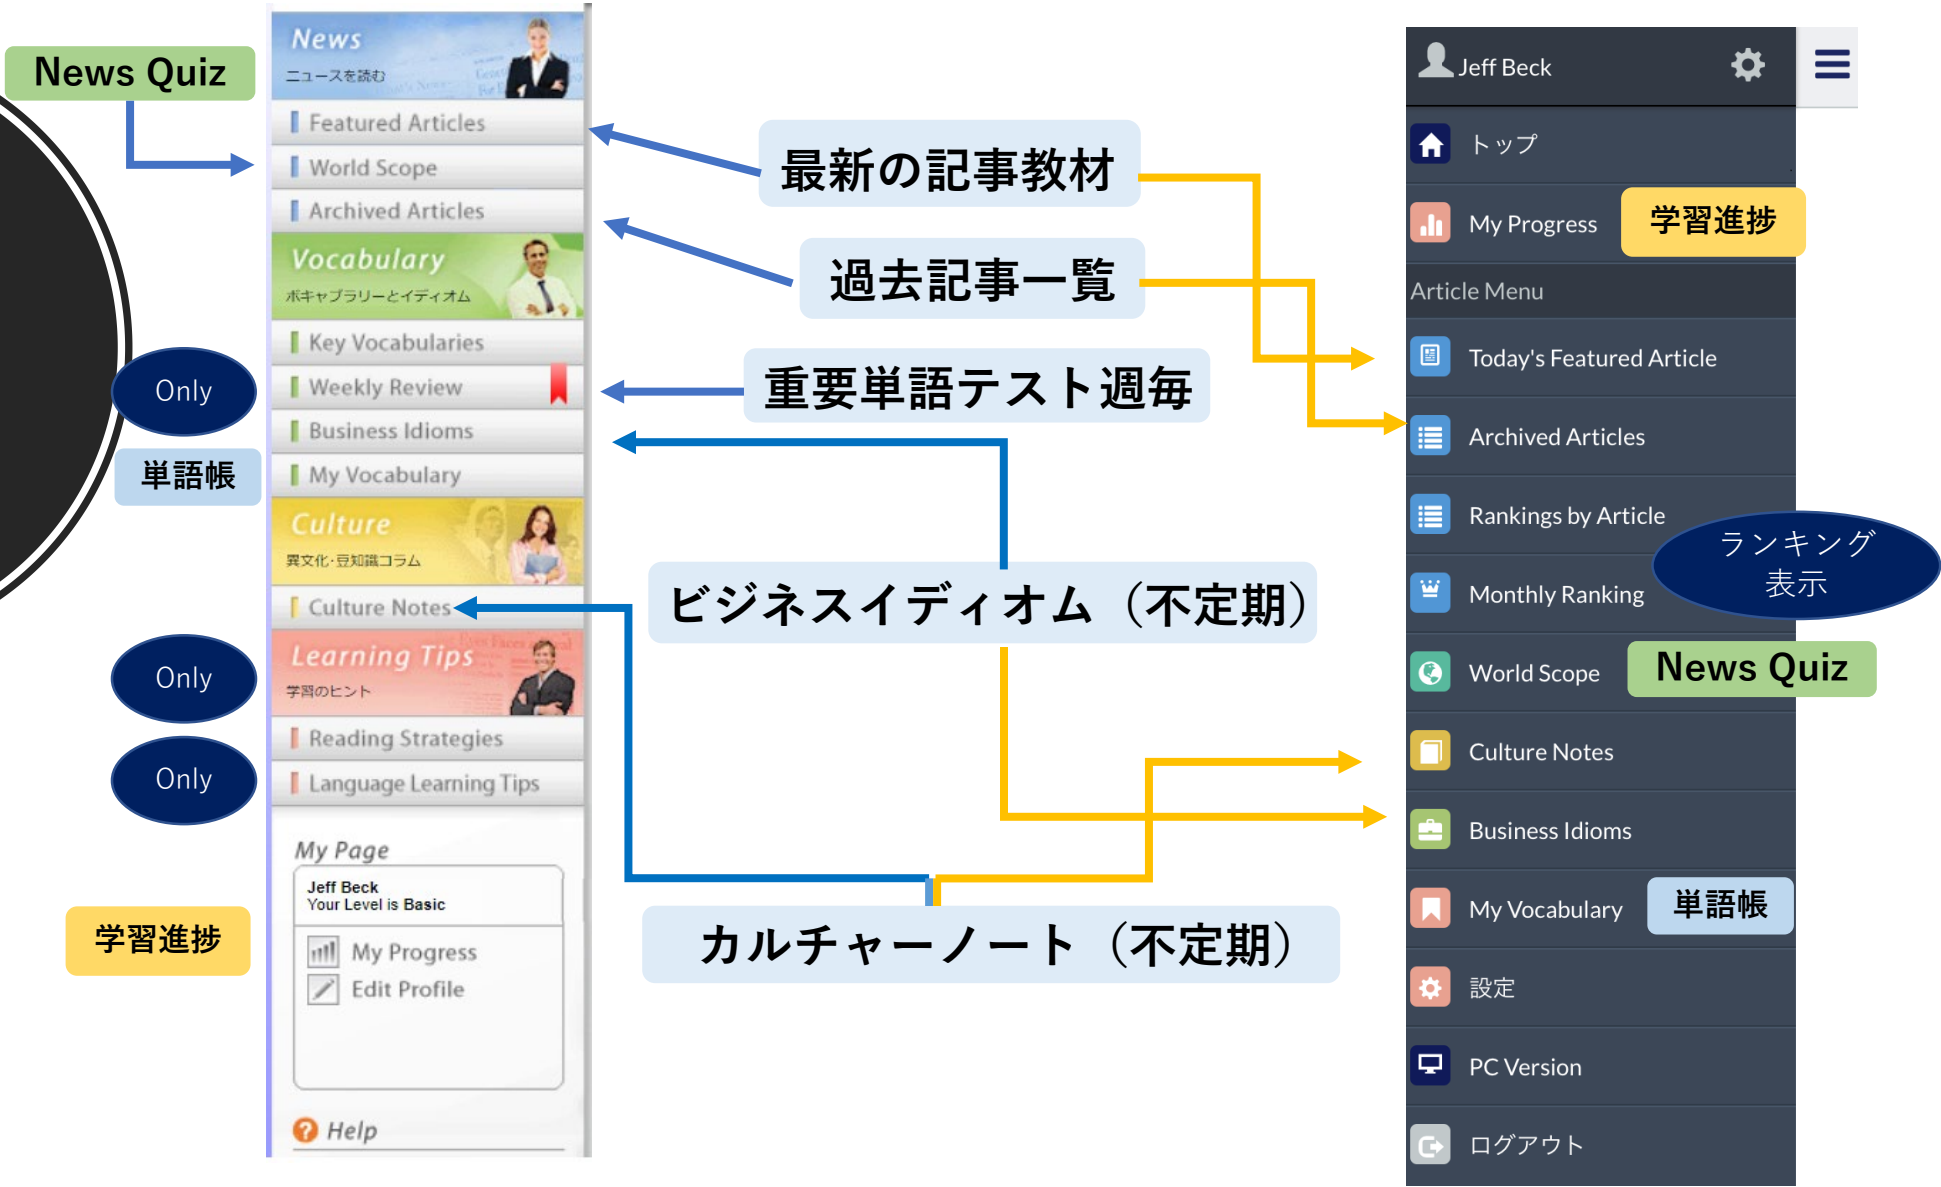 News Quiz
News
ニュースを読む
Featured Articles
World Scope
Archived Articles
Vocabulary
ボキャブラリーとイディオム
Key Vocabularies
Only
Weekly Review
Business Idioms
単語帳
My Vocabulary
Culture
異文化・豆知識コラム
Culture Notes
Learning Tips
Only
学習のヒント
Reading Strategies
Only
Language Learning Tips
My Page
Jeff Beck
Your Level is Basic
学習進捗
My Progress
Edit Profile
Help
最新の記事教材
過去記事一覧
重要単語テスト週毎
ビジネスイディオム（不定期）
カルチャーノート（不定期）
Jeff Beck
トップ
My Progress
学習進捗
Article Menu
Today's Featured Article
Archived Articles
Rankings by Article
ランキング
表示
Monthly Ranking
World Scope
News Quiz
Culture Notes
Business Idioms
My Vocabulary
単語帳
設定
PC Version
ログアウト